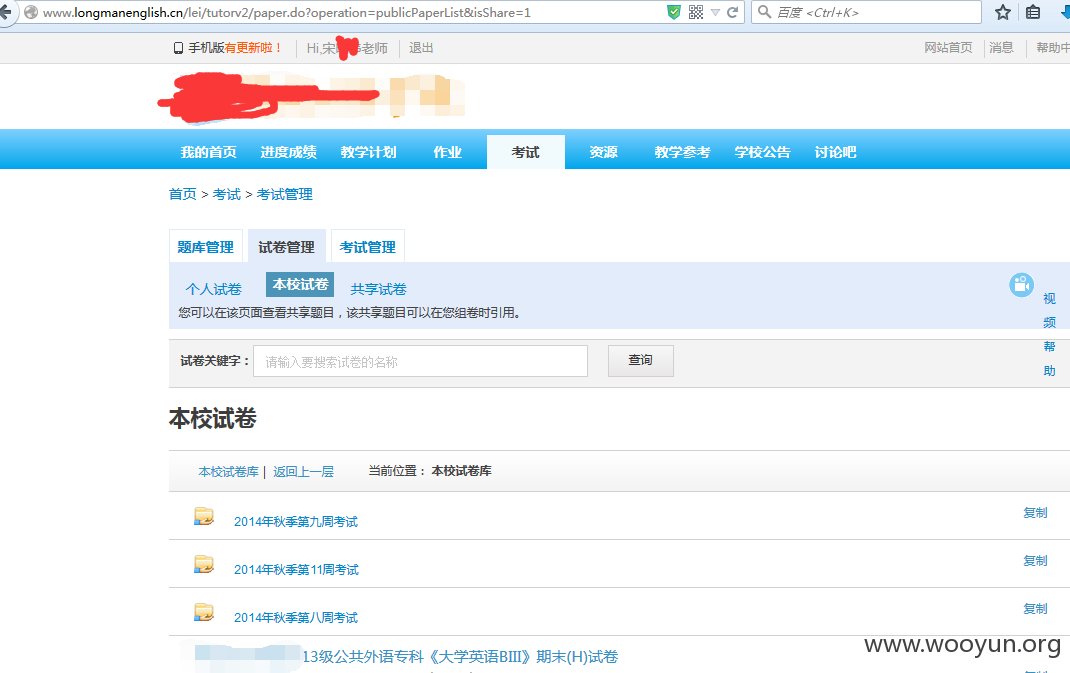 www.longmanenglish.cn/lei/tutorv2/paper.do?operation=publicPaperList&isShare=1
百度 <Ctrl+K>
手机版有更新啦！ Hi,宋 老师 退出 网站首页 消息 帮助中
我的首页 进度成绩 教学计划 作业 考试 资源 教学参考 学校公告 讨论吧
首页 > 考试 > 考试管理
题库管理 试卷管理 考试管理
个人试卷 本校试卷 共享试卷
您可以在该页面查看共享题目，该共享题目可以在您组卷时引用。
视
频
帮
助
试卷关键字： 请输入要搜索试卷的名称 查询
本校试卷
本校试卷库 | 返回上一层 当前位置： 本校试卷库
2014年秋季第九周考试 复制
2014年秋季第11周考试 复制
2014年秋季第八周考试 复制
www.wooyun.org
13级公共外语专科《大学英语BIII》期末(H)试卷